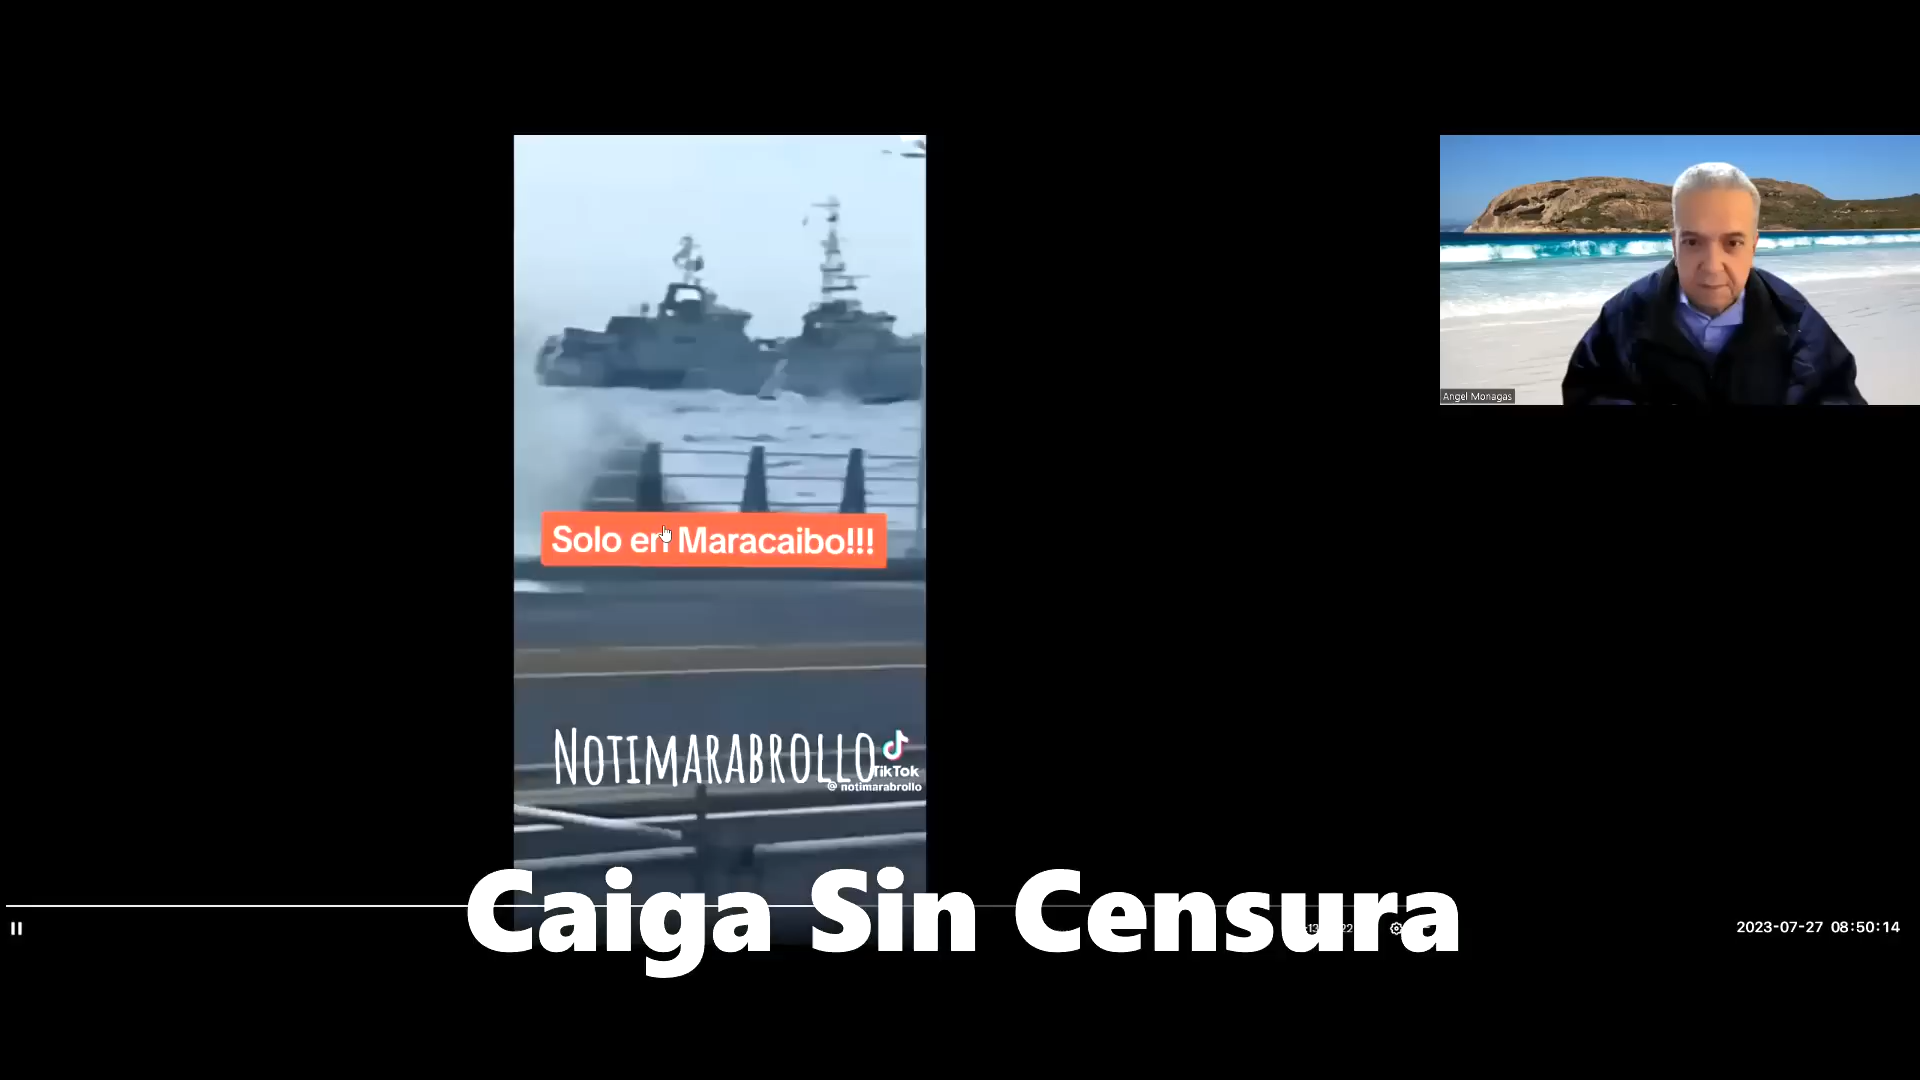 Angel Monagas
Solo en Maracaibo!!!
NOTIMARABROLLO
TikTok
@ notimarabrollo
Caiga Sin Censura
2023-07-27 08:50:14